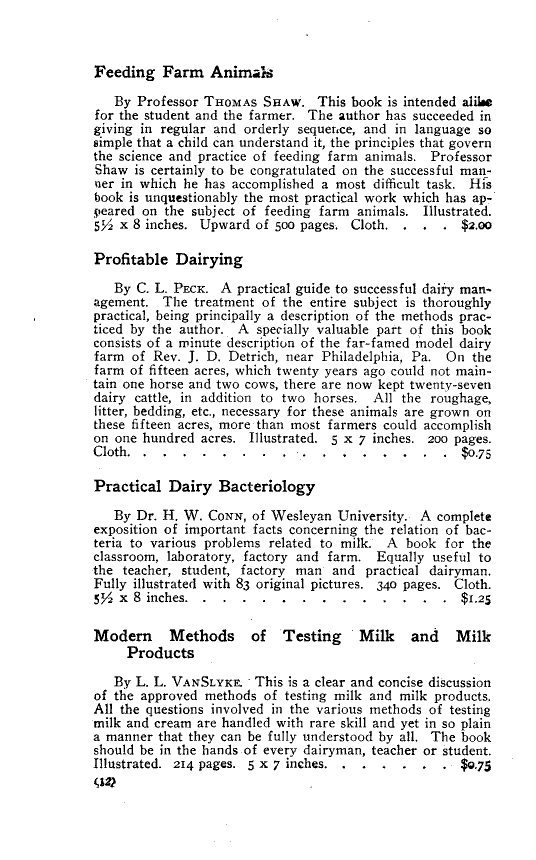 Feeding Farm Animals
By Professor Thomas Shaw. This book is intended alike
for the student and the farmer. The author has succeeded in
giving in regular and orderly sequence, and in language so
simple that a child can understand it, the principles that govern
the science and practice of feeding farm animals. Professor
Shaw is certainly to be congratulated on the successful man-
ner in which he has accomplished a most difficult task. His
book is unquestionably the most practical work which has ap-
peared on the subject of feeding farm animals. Illustrated.
5½ x 8 inches. Upward of 500 pages. Cloth. . . . $2.00
Profitable Dairying
By C. L. Peck. A practical guide to successful dairy man-
agement. The treatment of the entire subject is thoroughly
practical, being principally a description of the methods prac-
ticed by the author. A specially valuable part of this book
consists of a minute description of the far-famed model dairy
farm of Rev. J. D. Detrich, near Philadelphia, Pa. On the
farm of fifteen acres, which twenty years ago could not main-
tain one horse and two cows, there are now kept twenty-seven
dairy cattle, in addition to two horses. All the roughage,
litter, bedding, etc., necessary for these animals are grown on
these fifteen acres, more than most farmers could accomplish
on one hundred acres. Illustrated. 5 x 7 inches. 200 pages.
Cloth. . . . . . . . . . . . . . . . . $0.75
Practical Dairy Bacteriology
By Dr. H. W. Conn, of Wesleyan University. A complete
exposition of important facts concerning the relation of bac-
teria to various problems related to milk. A book for the
classroom, laboratory, factory and farm. Equally useful to
the teacher, student, factory man and practical dairyman.
Fully illustrated with 83 original pictures. 340 pages. Cloth.
5½ x 8 inches. . . . . . . . . . . . . . $1.25
Modern Methods of Testing Milk and Milk
Products
By L. L. VanSlyke. This is a clear and concise discussion
of the approved methods of testing milk and milk products.
All the questions involved in the various methods of testing
milk and cream are handled with rare skill and yet in so plain
a manner that they can be fully understood by all. The book
should be in the hands of every dairyman, teacher or student.
Illustrated. 214 pages. 5 x 7 inches. . . . . . . $0.75
(12)